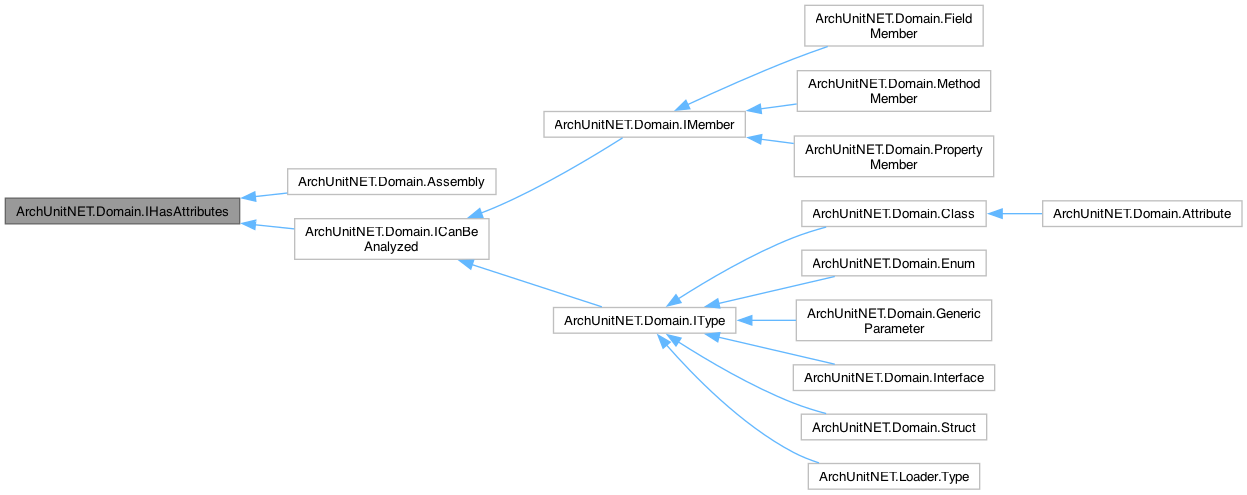 ArchUnitNET.Domain.IHasAttributes
ArchUnitNET.Domain.Assembly
ArchUnitNET.Domain.ICanBe
Analyzed
ArchUnitNET.Domain.IMember
ArchUnitNET.Domain.IType
ArchUnitNET.Domain.Field
Member
ArchUnitNET.Domain.Method
Member
ArchUnitNET.Domain.Property
Member
ArchUnitNET.Domain.Class
ArchUnitNET.Domain.Enum
ArchUnitNET.Domain.Generic
Parameter
ArchUnitNET.Domain.Interface
ArchUnitNET.Domain.Struct
ArchUnitNET.Loader.Type
ArchUnitNET.Domain.Attribute